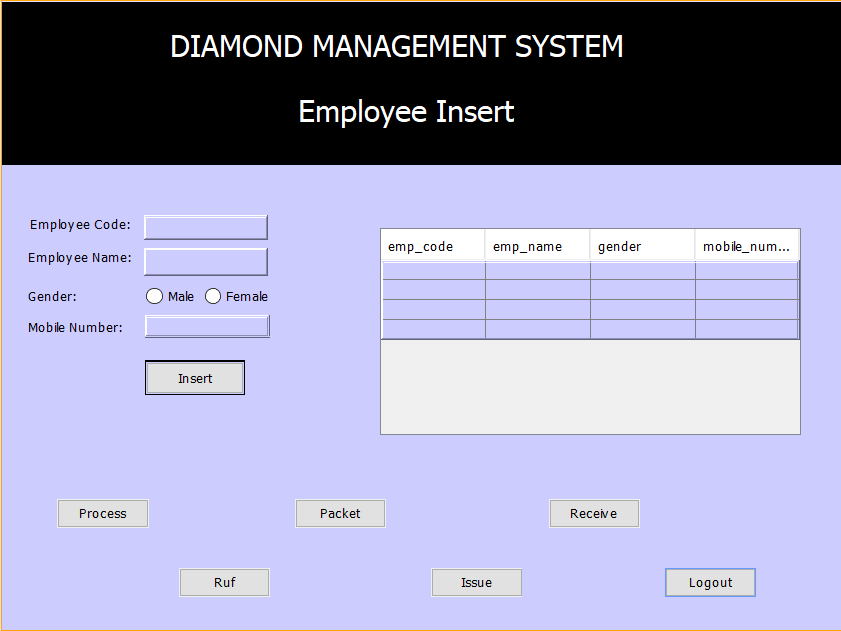 DIAMOND MANAGEMENT SYSTEM
Employee Insert
Employee Code:
Employee Name:
Gender: Male Female
Mobile Number:
Insert
emp_code emp_name gender mobile_num...
Process Packet Receive
Ruf Issue Logout